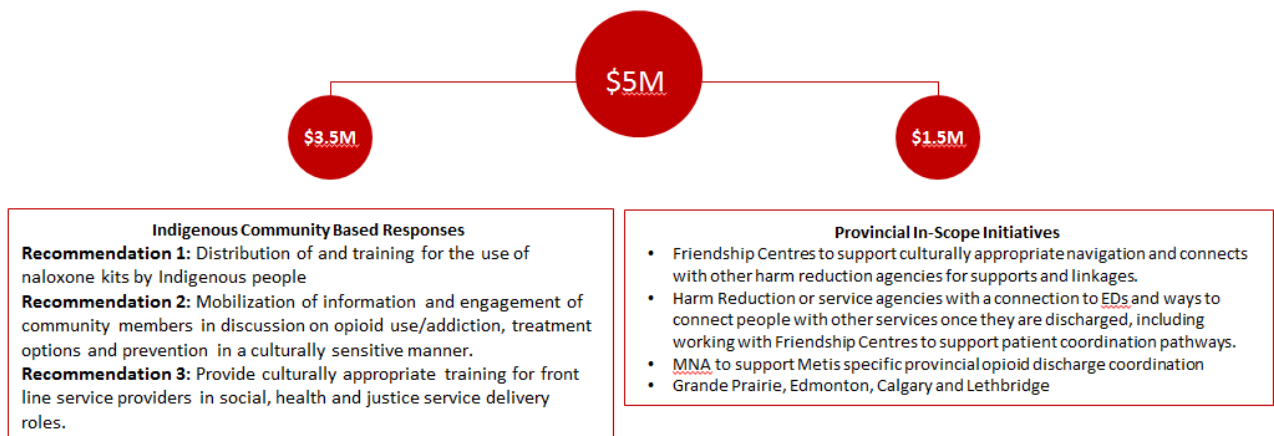 $5M
$3.5M
$1.5M
Indigenous Community Based Responses
Recommendation 1: Distribution of and training for the use of
naloxone kits by Indigenous people
Recommendation 2: Mobilization of information and engagement of
community members in discussion on opioid use/addiction, treatment
options and prevention in a culturally sensitive manner.
Recommendation 3: Provide culturally appropriate training for front
line service providers in social, health and justice service delivery
roles.
Provincial In-Scope Initiatives
• Friendship Centres to support culturally appropriate navigation and connects
with other harm reduction agencies for supports and linkages.
• Harm Reduction or service agencies with a connection to EDs and ways to
connect people with other services once they are discharged, including
working with Friendship Centres to support patient coordination pathways.
• MNA to support Metis specific provincial opioid discharge coordination
• Grande Prairie, Edmonton, Calgary and Lethbridge